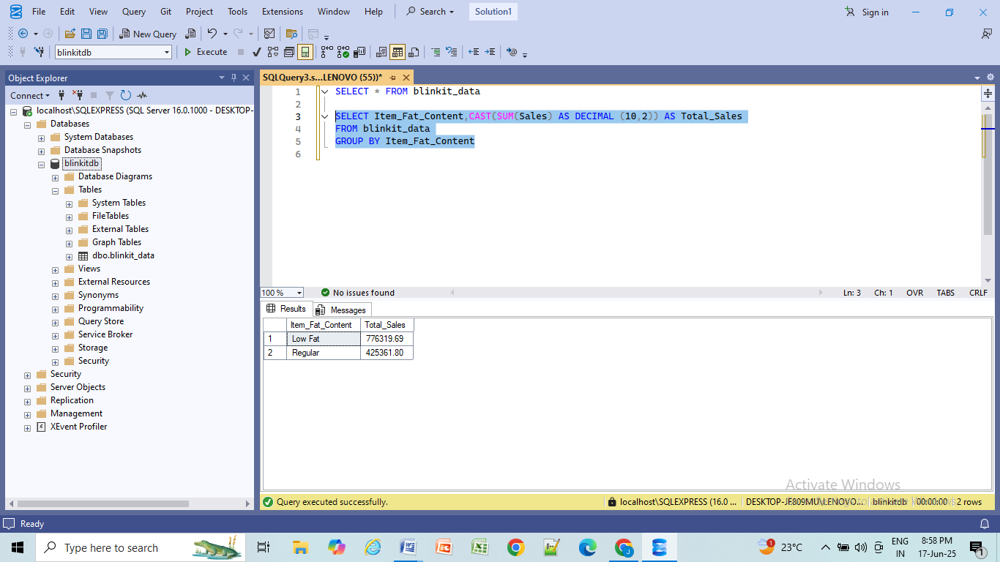 File Edit View Query Git Project Tools Extensions Window Help Search Solution1 Sign in
New Query
blinkitdb Execute
Object Explorer
Connect
localhost\SQLEXPRESS (SQL Server 16.0.1000 - DESKTOP-
Databases
System Databases
Database Snapshots
blinkitdb
Database Diagrams
Tables
System Tables
FileTables
External Tables
Graph Tables
dbo.blinkit_data
Views
External Resources
Synonyms
Programmability
Query Store
Service Broker
Storage
Security
Security
Server Objects
Replication
Management
XEvent Profiler
SQLQuery3.s...LENOVO (55))*
1 SELECT * FROM blinkit_data
2
3 SELECT Item_Fat_Content,CAST(SUM(Sales) AS DECIMAL (10,2)) AS Total_Sales
4 FROM blinkit_data
5 GROUP BY Item_Fat_Content
6
100 % No issues found Ln: 3 Ch: 1 OVR TABS CRLF
Results Messages
Item_Fat_Content Total_Sales
1 Low Fat 776319.69
2 Regular 425361.80
Activate Windows
Query executed successfully. localhost\SQLEXPRESS (16.0 ... DESKTOP-JE809MU\LENOVO... blinkitdb 00:00:00 2 rows
Ready
Type here to search 1 23°C ENG 8:58 PM
IN 17-Jun-25 1